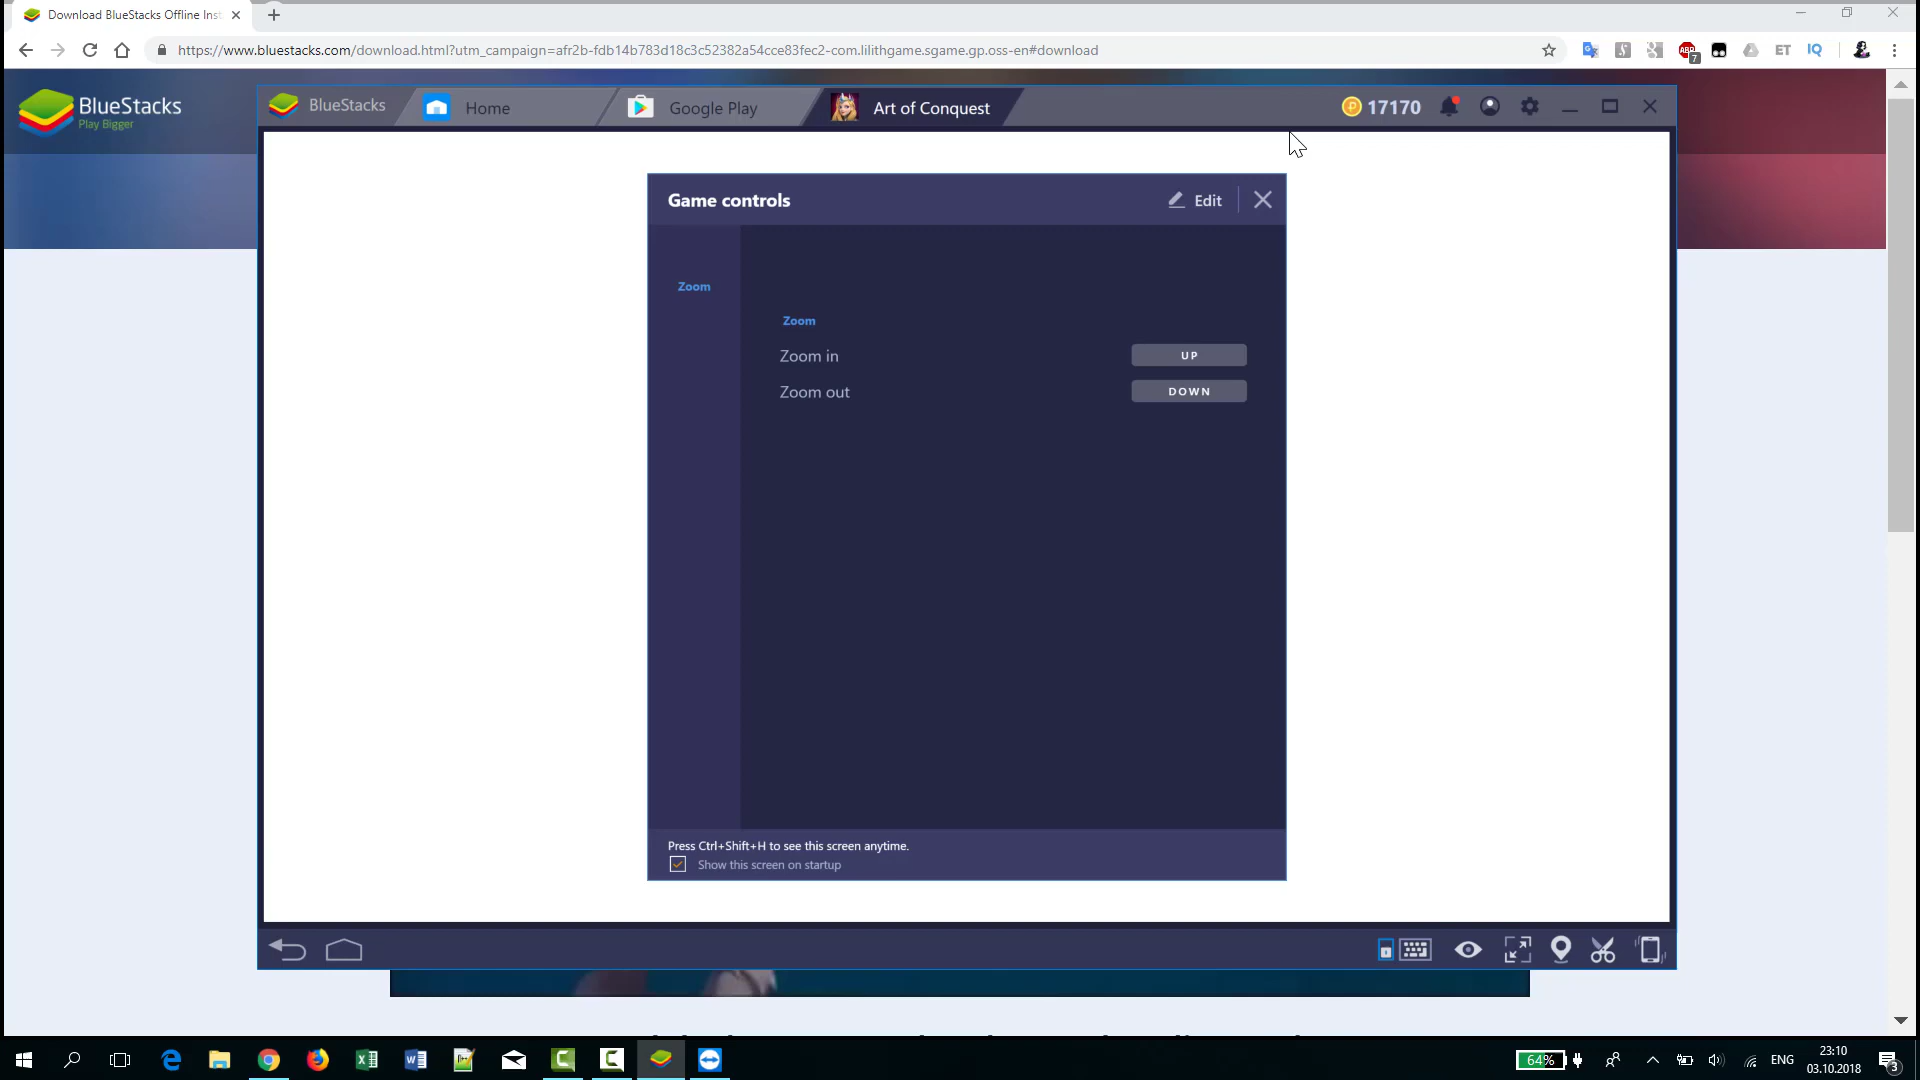 Download BlueStacks Offline Inst
https://www.bluestacks.com/download.html?utm_campaign=afr2b-fdb14b783d18c3c52382a54cce83fec2-com.lilithgame.sgame.gp.oss-en#download
ABP
7
ET
IQ
BlueStacks
Play Bigger
BlueStacks
Home
Google Play
Art of Conquest
17170
Game controls
Edit
Zoom
Zoom
Zoom in
UP
Zoom out
DOWN
Press Ctrl+Shift+H to see this screen anytime.
Show this screen on startup
64%
ENG
23:10
03.10.2018
3